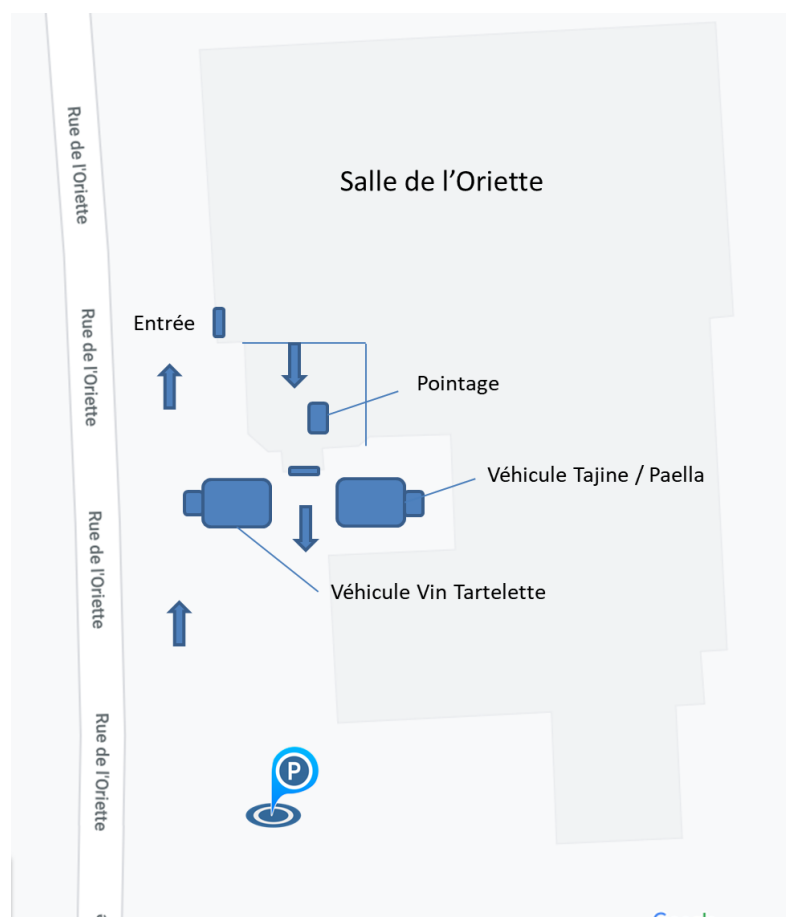 Rue de l'Oriette
Salle de l'Oriette
Rue de l'Oriette
Entrée
Pointage
Véhicule Tajine / Paella
Rue de l'Oriette
Véhicule Vin Tartelette
Rue de l'Oriette
P